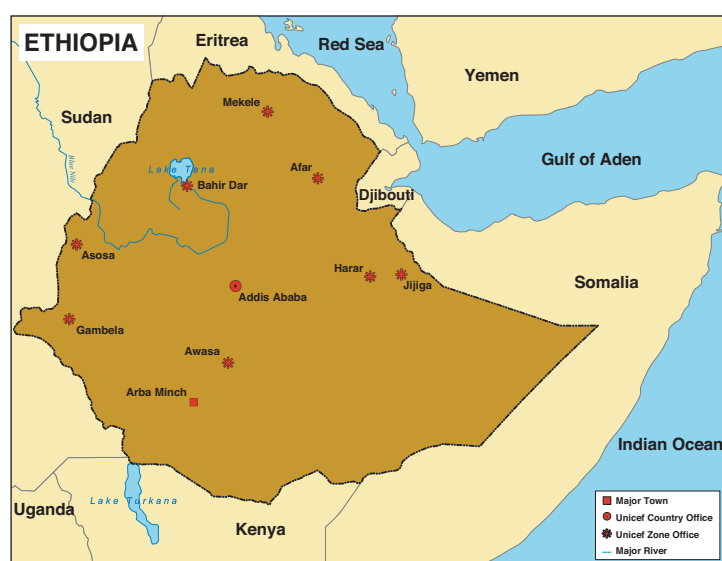 ETHIOPIA
Eritrea
Red Sea
Yemen
Sudan
Mekele
Blue Nile
Lake Tana
Afar
Gulf of Aden
Bahir Dar
Djibouti
Asosa
Harar
Jijiga
Somalia
Addis Ababa
Gambela
Awasa
Arba Minch
Indian Ocean
Lake Turkana
Uganda
Kenya
Major Town
Unicef Country Office
Unicef Zone Office
Major River